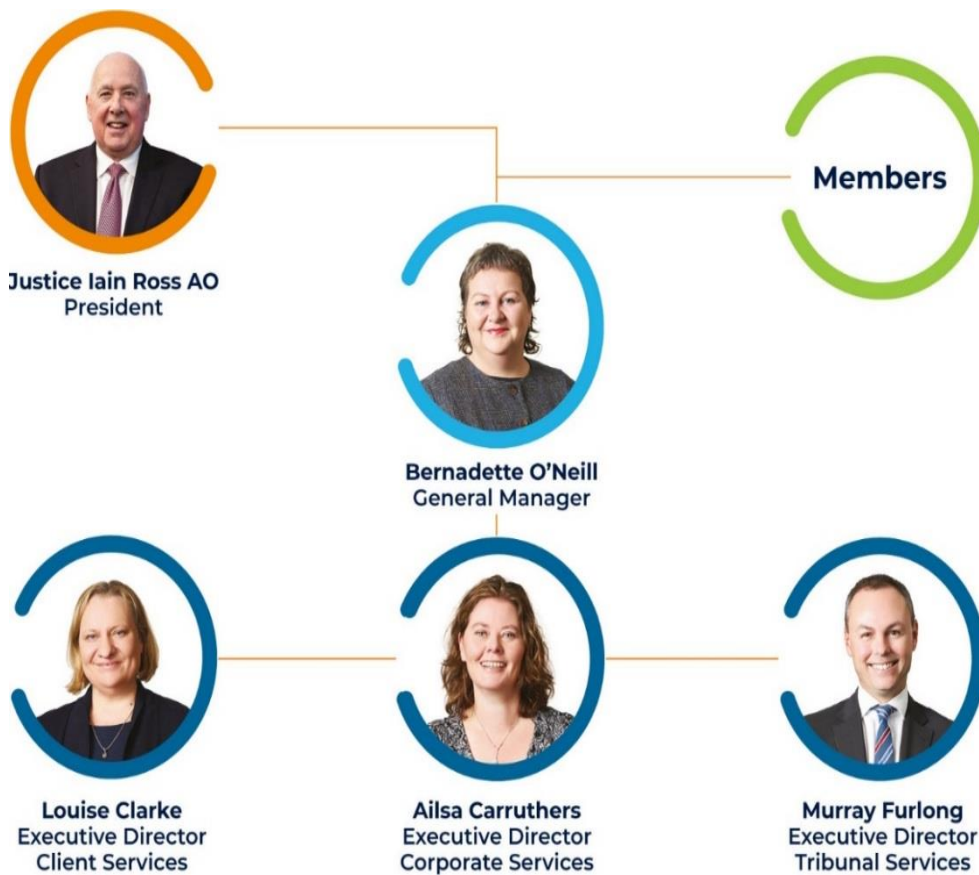 Justice Iain Ross AO
President
Members
Bernadette O’Neill
General Manager
Louise Clarke
Executive Director
Client Services
Ailsa Carruthers
Executive Director
Corporate Services
Murray Furlong
Executive Director
Tribunal Services